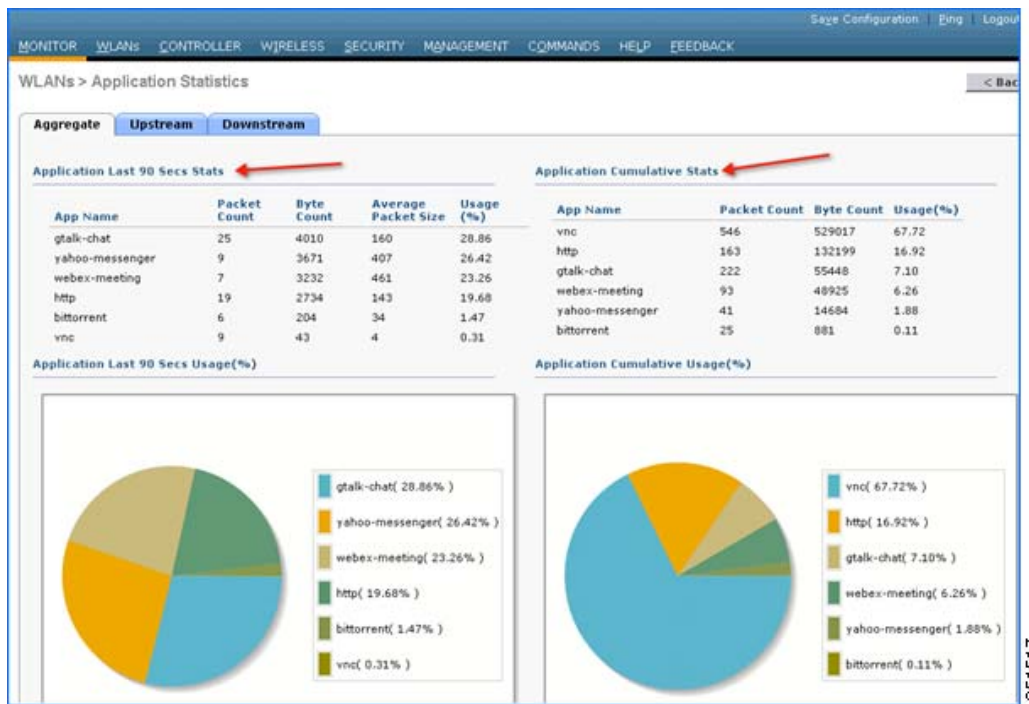 Save Configuration Ping Logout
MONITOR WLANs CONTROLLER WIRELESS SECURITY MANAGEMENT COMMANDS HELP FEEDBACK
WLANs > Application Statistics
< Bac
Aggregate Upstream Downstream
Application Last 90 Secs Stats
App Name Packet Count Byte Count Average Packet Size Usage (%)
gtalk-chat 25 4010 160 28.86
yahoo-messenger 9 3671 407 26.42
webex-meeting 7 3232 461 23.26
http 19 2734 143 19.68
bittorrent 6 204 34 1.47
vnc 9 43 4 0.31
Application Cumulative Stats
App Name Packet Count Byte Count Usage(%)
vnc 546 529017 67.72
http 163 132199 16.92
gtalk-chat 222 55448 7.10
webex-meeting 93 48925 6.26
yahoo-messenger 41 14684 1.88
bittorrent 25 881 0.11
Application Last 90 Secs Usage(%)
gtalk-chat( 28.86% )
yahoo-messenger( 26.42% )
webex-meeting( 23.26% )
http( 19.68% )
bittorrent( 1.47% )
vnc( 0.31% )
Application Cumulative Usage(%)
vnc( 67.72% )
http( 16.92% )
gtalk-chat( 7.10% )
webex-meeting( 6.26% )
yahoo-messenger( 1.88% )
bittorrent( 0.11% )